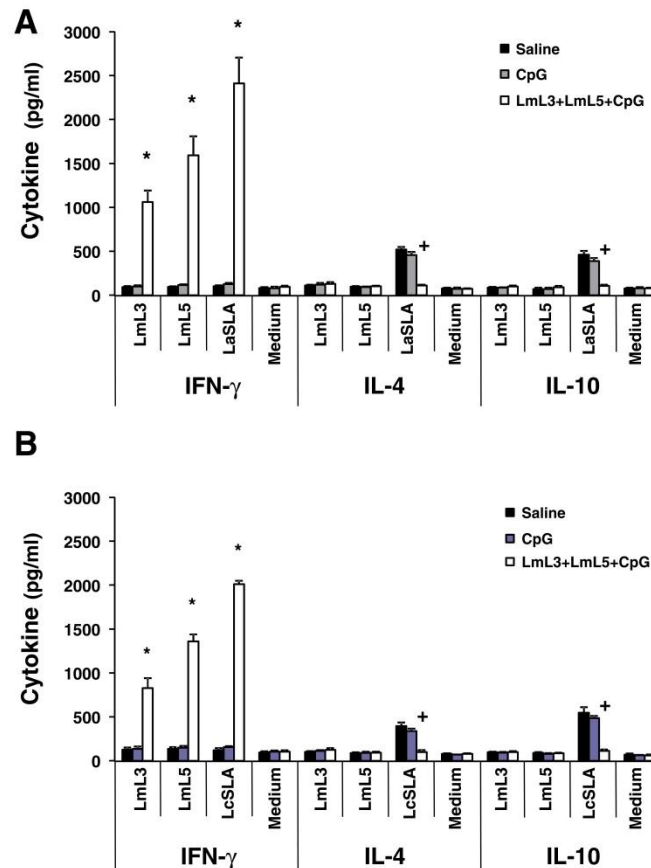 A
Cytokine (pg/ml)
3000
2500
2000
1500
1000
500
0
*
*
*
+
+
Saline
CpG
LmL3+LmL5+CpG
LmL3
LmL5
LaSLA
Medium
LmL3
LmL5
LaSLA
Medium
LmL3
LmL5
LaSLA
Medium
IFN-γ
IL-4
IL-10
B
Cytokine (pg/ml)
3000
2500
2000
1500
1000
500
0
*
*
*
+
+
Saline
CpG
LmL3+LmL5+CpG
LmL3
LmL5
LcSLA
Medium
LmL3
LmL5
LcSLA
Medium
LmL3
LmL5
LcSLA
Medium
IFN-γ
IL-4
IL-10